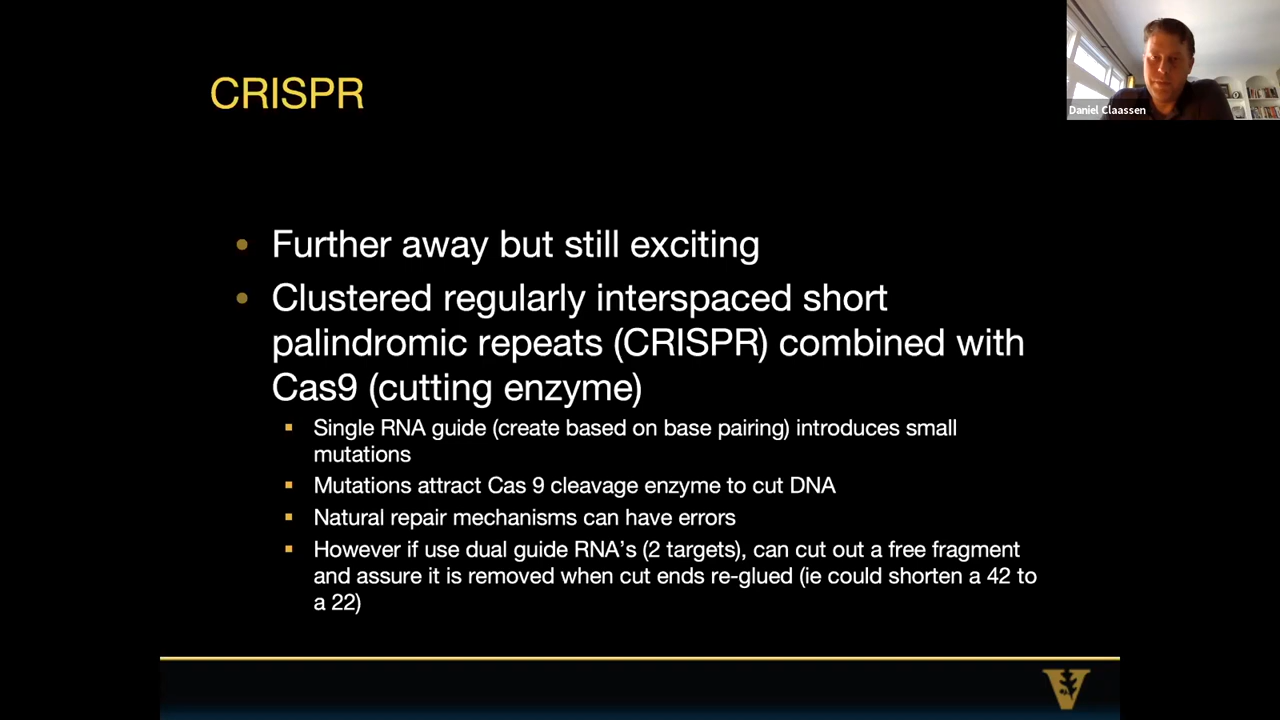 CRISPR
Daniel Claassen
Further away but still exciting
Clustered regularly interspaced short
palindromic repeats (CRISPR) combined with
Cas9 (cutting enzyme)
Single RNA guide (create based on base pairing) introduces small
mutations
Mutations attract Cas 9 cleavage enzyme to cut DNA
Natural repair mechanisms can have errors
However if use dual guide RNA's (2 targets), can cut out a free fragment
and assure it is removed when cut ends re-glued (ie could shorten a 42 to
a 22)
V